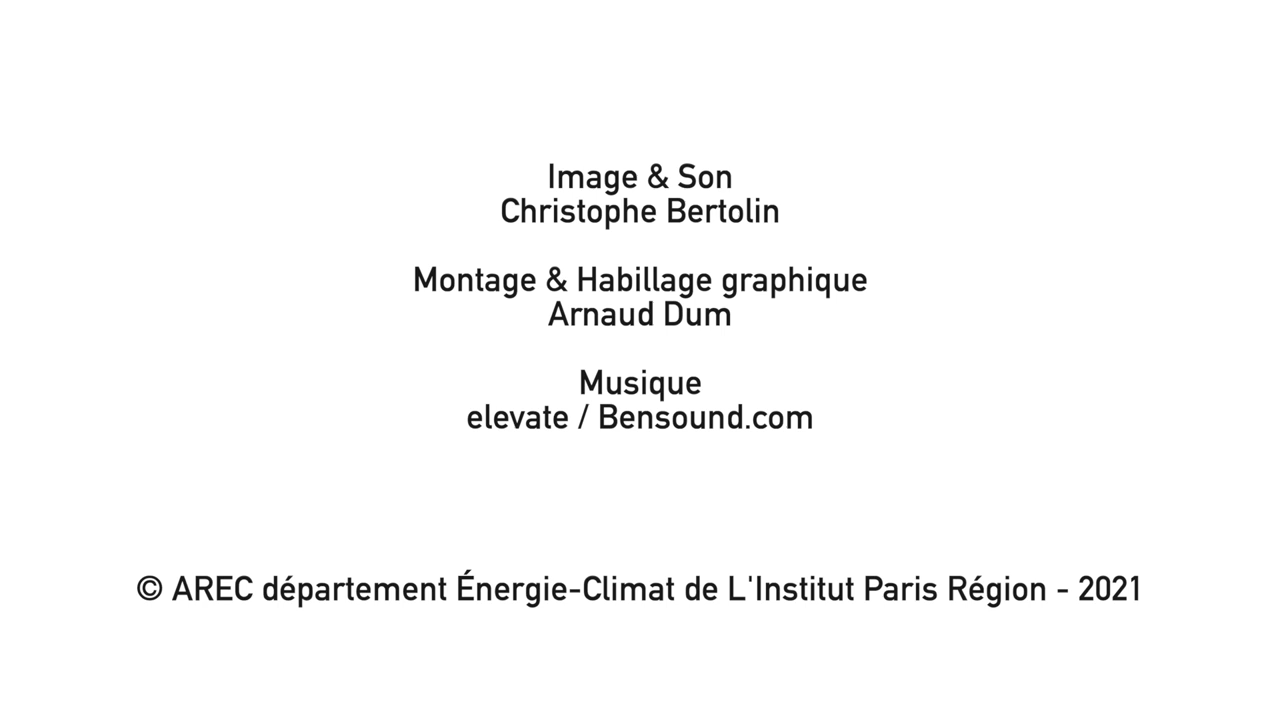 Image & Son
Christophe Bertolin
Montage & Habillage graphique
Arnaud Dum
Musique
elevate / Bensound.com
© AREC département Énergie-Climat de L'Institut Paris Région - 2021